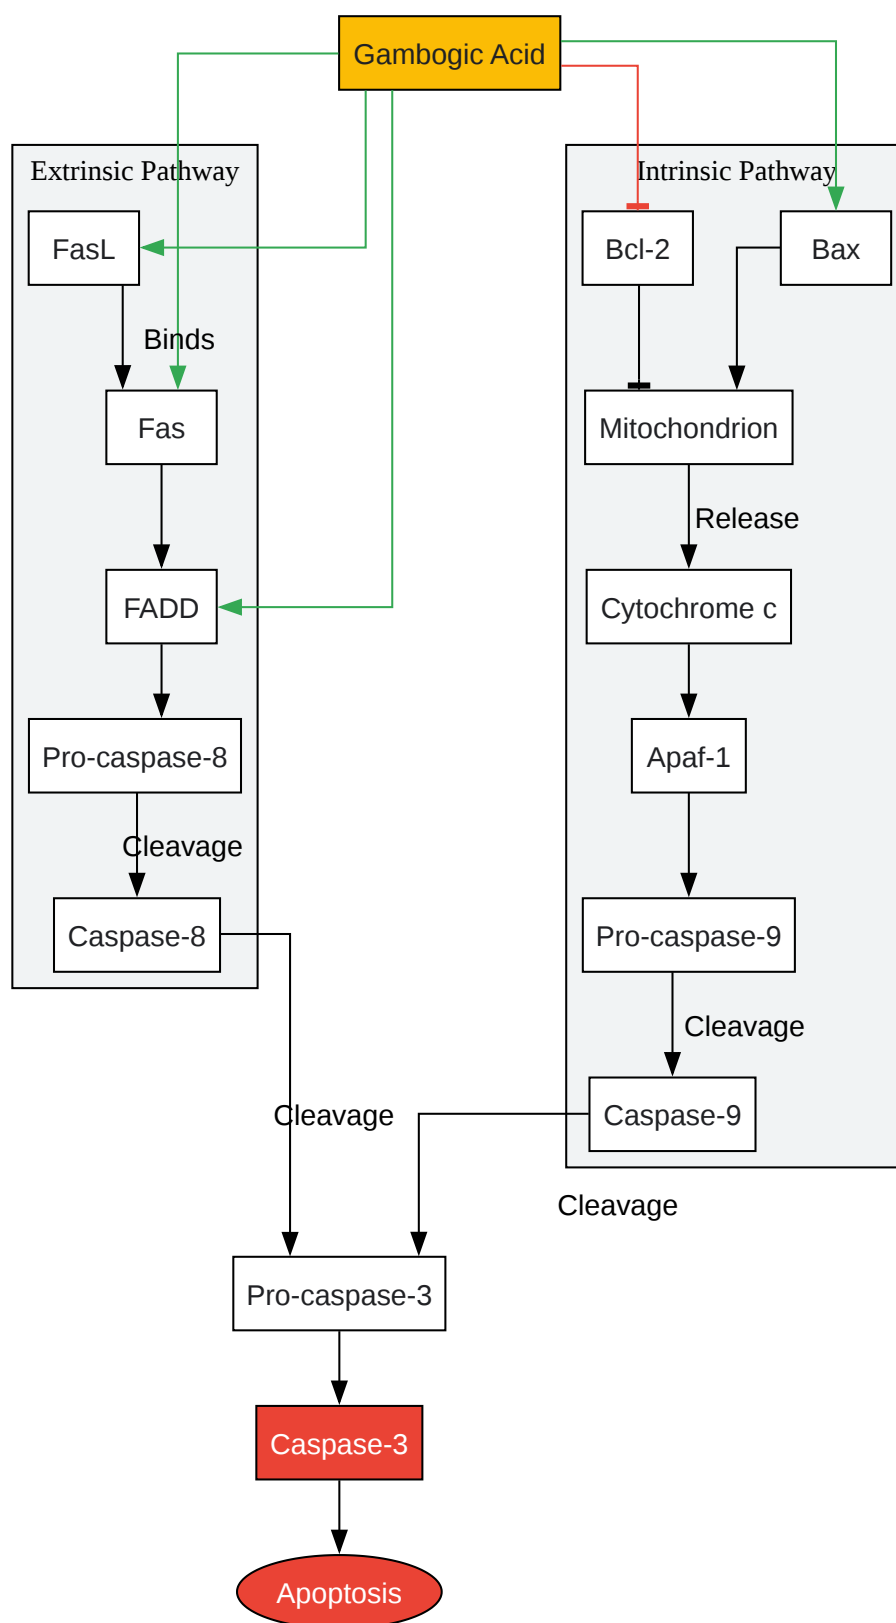 Gambogic Acid
Extrinsic Pathway
Intrinsic Pathway
FasL
Bcl-2
Bax
Binds
Fas
Mitochondrion
Release
FADD
Cytochrome c
Pro-caspase-8
Apaf-1
Cleavage
Caspase-8
Pro-caspase-9
Cleavage
Cleavage
Caspase-9
Cleavage
Pro-caspase-3
Caspase-3
Apoptosis